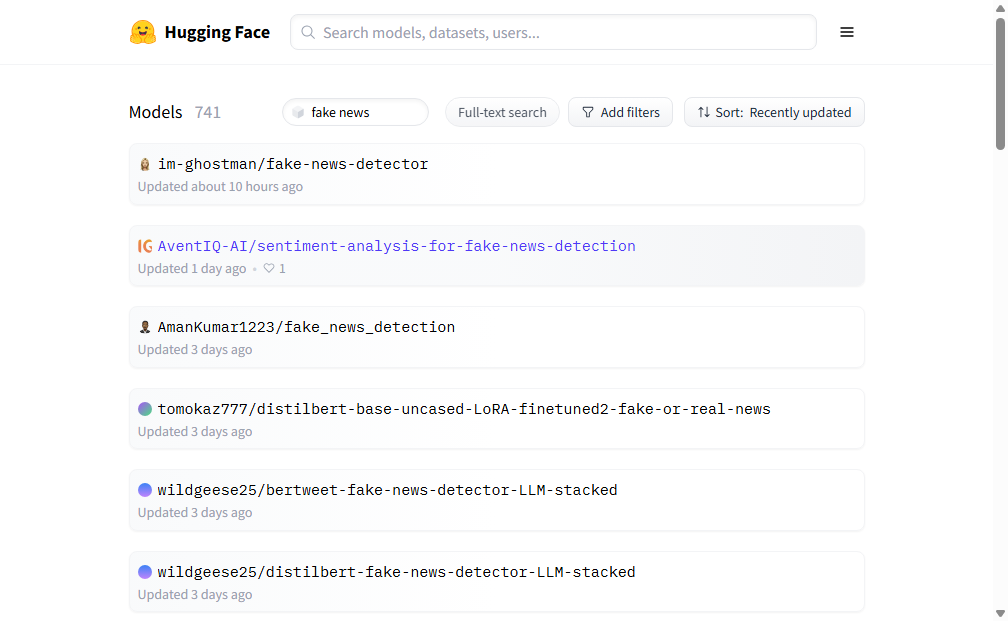 Hugging Face
Search models, datasets, users...
Models 741
fake news
Full-text search
Add filters
Sort: Recently updated
im-ghostman/fake-news-detector
Updated about 10 hours ago
IG AventIQ-AI/sentiment-analysis-for-fake-news-detection
Updated 1 day ago • 1
AmanKumar1223/fake_news_detection
Updated 3 days ago
tomokaz777/distilbert-base-uncased-LoRA-finetuned2-fake-or-real-news
Updated 3 days ago
wildgeese25/bertweet-fake-news-detector-LLM-stacked
Updated 3 days ago
wildgeese25/distilbert-fake-news-detector-LLM-stacked
Updated 3 days ago